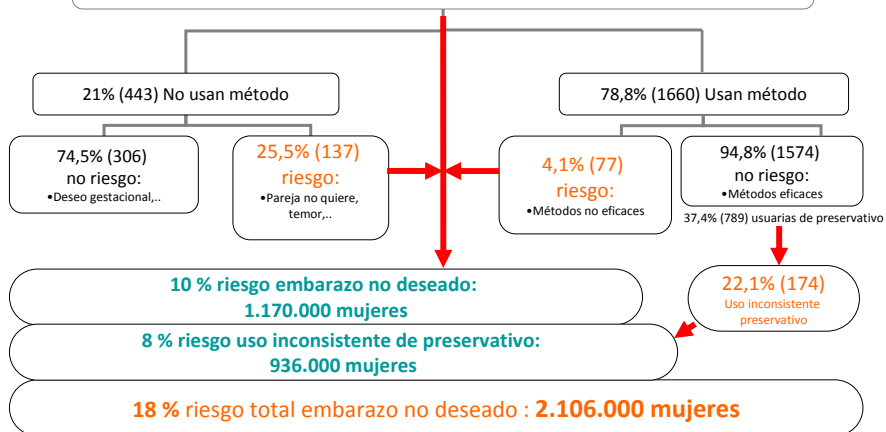 21% (443) No usan método
78,8% (1660) Usan método
74,5% (306)
no riesgo:
•Deseo gestacional,..
25,5% (137)
riesgo:
•Pareja no quiere,
temor,..
4,1% (77)
riesgo:
•Métodos no eficaces
94,8% (1574)
no riesgo:
•Métodos eficaces
37,4% (789) usuarias de preservativo
22,1% (174)
Uso inconsistente
preservativo
10 % riesgo embarazo no deseado:
1.170.000 mujeres
8 % riesgo uso inconsistente de preservativo:
936.000 mujeres
18 % riesgo total embarazo no deseado : 2.106.000 mujeres